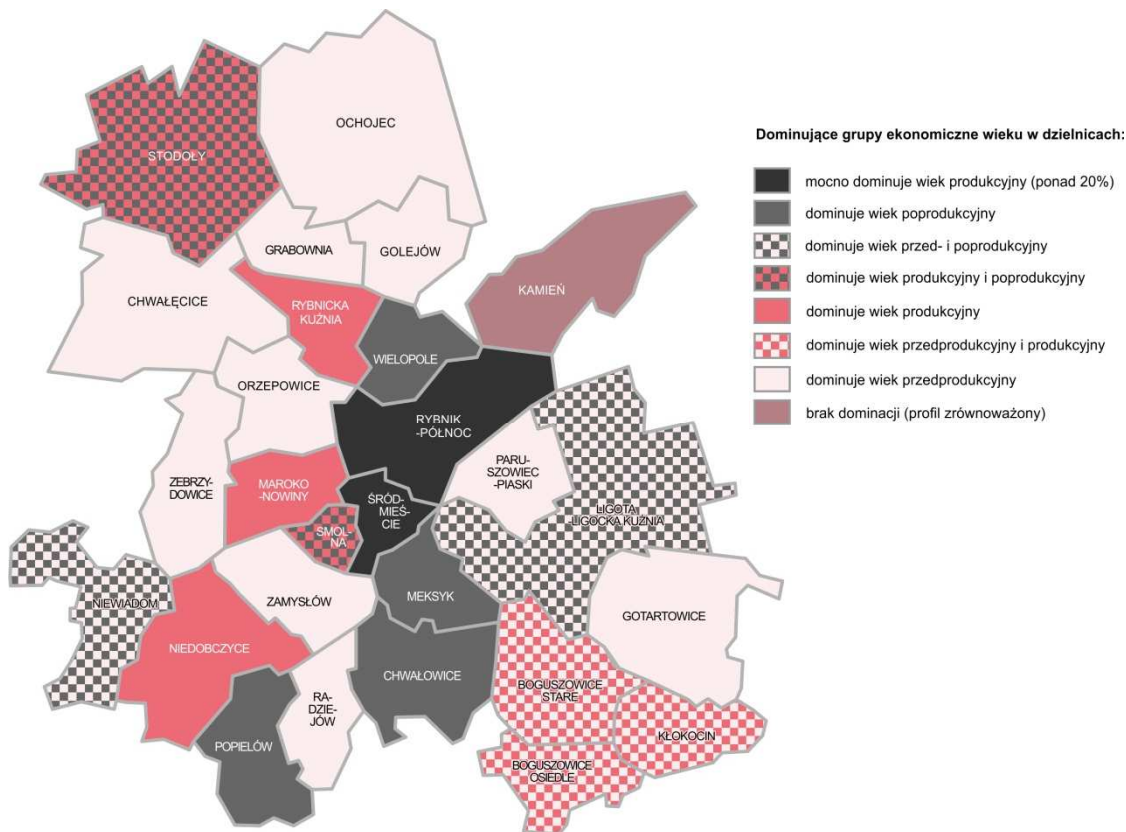 OCHOJEC
STODOŁY
GRABOWNIA
GOLEJÓW
CHWAŁĘCICE
RYBNICKA
KUŹNIA
KAMIEŃ
WIELOPOLE
ORZEPOWICE
RYBNIK
-PÓŁNOC
ZEBRZY-
DOWICE
MAROKO
-NOWINY
PARU-
SZOWIEC
-PIASKI
ŚRÓD-
MIEŚ-
CIE
SMOL-
NA
LIGOTA
-LIGOCKA KUŹNIA
NIEWIADOM
ZAMYSŁÓW
MEKSYK
GOTARTOWICE
NIEDOBCZYCE
CHWAŁOWICE
RA-
DZIE-
JÓW
BOGUSZOWICE
STARE
KŁOKOCIN
POPIELÓW
BOGUSZOWICE
OSIEDLE
Dominujące grupy ekonomiczne wieku w dzielnicach:
mocno dominuje wiek produkcyjny (ponad 20%)
dominuje wiek poprodukcyjny
dominuje wiek przed- i poprodukcyjny
dominuje wiek produkcyjny i poprodukcyjny
dominuje wiek produkcyjny
dominuje wiek przedprodukcyjny i produkcyjny
dominuje wiek przedprodukcyjny
brak dominacji (profil zrównoważony)